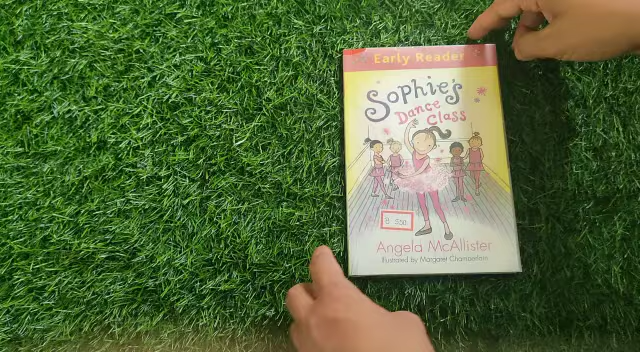 Early Reader
Sophie's
Dance
Class
Angela McAllister
Illustrated by Margaret Chamberlain